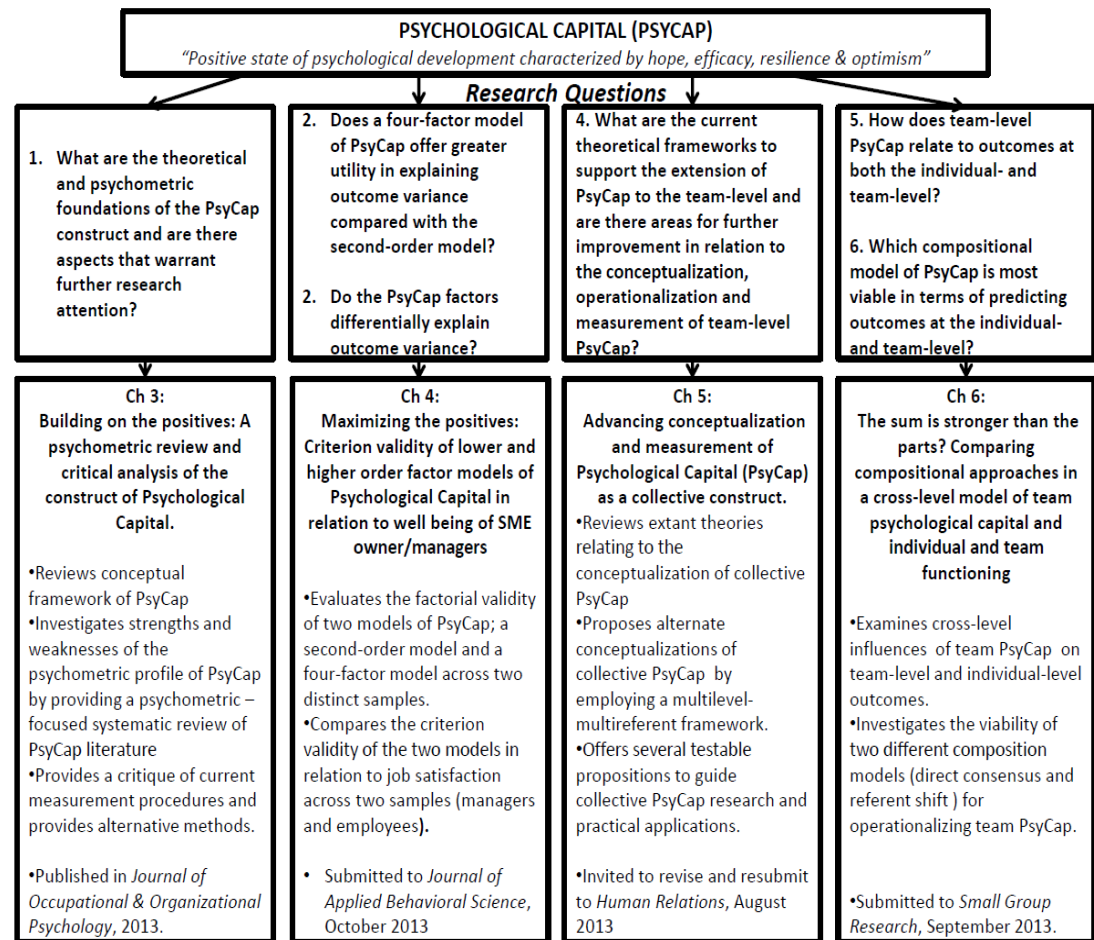 PSYCHOLOGICAL CAPITAL (PSYCAP)
“Positive state of psychological development characterized by hope, efficacy, resilience & optimism”
Research Questions
1. What are the theoretical
and psychometric
foundations of the PsyCap
construct and are there
aspects that warrant
further research
attention?
2. Does a four-factor model
of PsyCap offer greater
utility in explaining
outcome variance
compared with the
second-order model?
2. Do the PsyCap factors
differentially explain
outcome variance?
4. What are the current
theoretical frameworks to
support the extension of
PsyCap to the team-level and
are there areas for further
improvement in relation to
the conceptualization,
operationalization and
measurement of team-level
PsyCap?
5. How does team-level
PsyCap relate to outcomes at
both the individual- and
team-level?
6. Which compositional
model of PsyCap is most
viable in terms of predicting
outcomes at the individual-
and team-level?
Ch 3:
Building on the positives: A
psychometric review and
critical analysis of the
construct of Psychological
Capital.
•Reviews conceptual
framework of PsyCap
•Investigates strengths and
weaknesses of the
psychometric profile of PsyCap
by providing a psychometric –
focused systematic review of
PsyCap literature
•Provides a critique of current
measurement procedures and
provides alternative methods.
•Published in Journal of
Occupational & Organizational
Psychology, 2013.
Ch 4:
Maximizing the positives:
Criterion validity of lower and
higher order factor models of
Psychological Capital in
relation to well being of SME
owner/managers
•Evaluates the factorial validity
of two models of PsyCap; a
second-order model and a
four-factor model across two
distinct samples.
•Compares the criterion
validity of the two models in
relation to job satisfaction
across two samples (managers
and employees).
• Submitted to Journal of
Applied Behavioral Science,
October 2013
Ch 5:
Advancing conceptualization
and measurement of
Psychological Capital (PsyCap)
as a collective construct.
•Reviews extant theories
relating to the
conceptualization of collective
PsyCap
•Proposes alternate
conceptualizations of
collective PsyCap by
employing a multilevel-
multireferent framework.
•Offers several testable
propositions to guide
collective PsyCap research and
practical applications.
•Invited to revise and resubmit
to Human Relations, August
2013
Ch 6:
The sum is stronger than the
parts? Comparing
compositional approaches in
a cross-level model of team
psychological capital and
individual and team
functioning
•Examines cross-level
influences of team PsyCap on
team-level and individual-level
outcomes.
•Investigates the viability of
two different composition
models (direct consensus and
referent shift ) for
operationalizing team PsyCap.
•Submitted to Small Group
Research, September 2013.